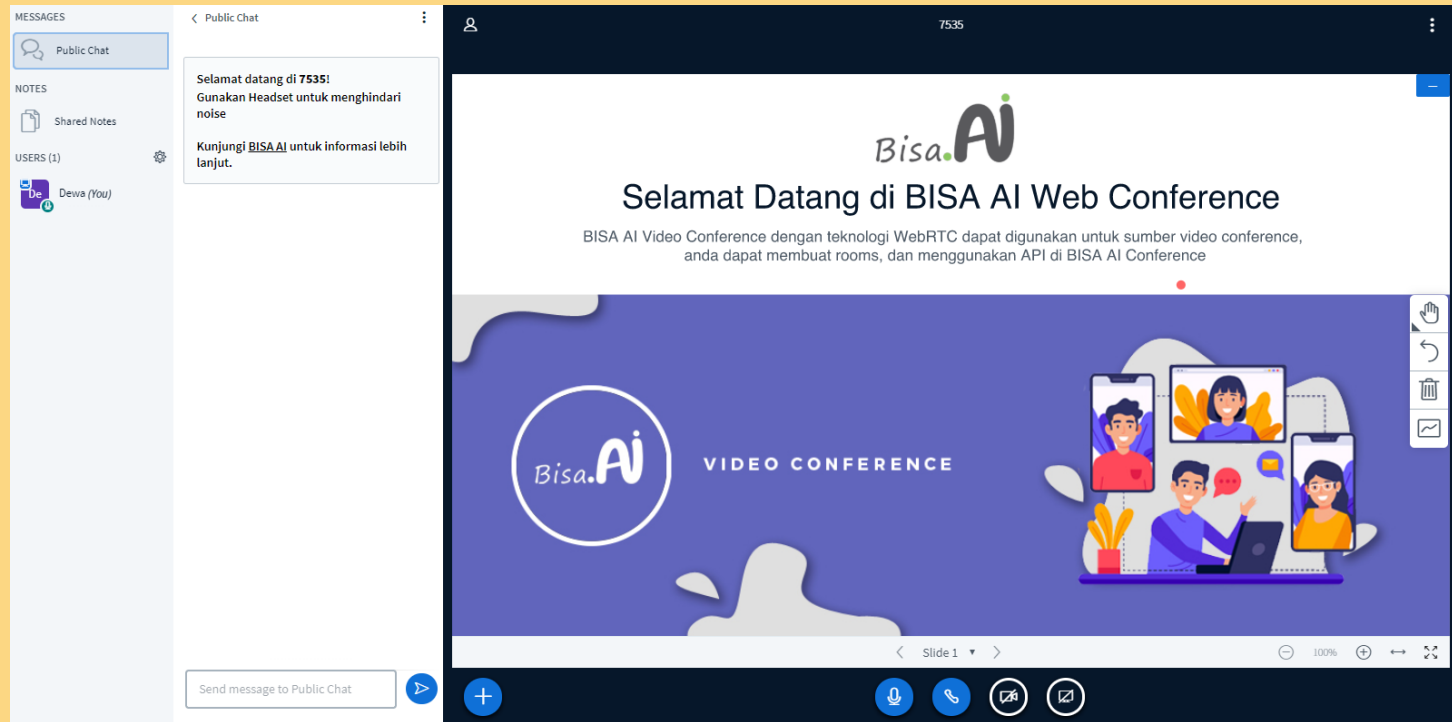 MESSAGES
Public Chat
NOTES
Shared Notes
USERS (1)
De
Dewa (You)
Public Chat
Selamat datang di 7535!
Gunakan Headset untuk menghindari
noise
Kunjungi BISA AI untuk informasi lebih
lanjut.
Send message to Public Chat
7535
Bisa.Ai
Selamat Datang di BISA AI Web Conference
BISA AI Video Conference dengan teknologi WebRTC dapat digunakan untuk sumber video conference,
anda dapat membuat rooms, dan menggunakan API di BISA AI Conference
Bisa.Ai
VIDEO CONFERENCE
Slide 1
100%